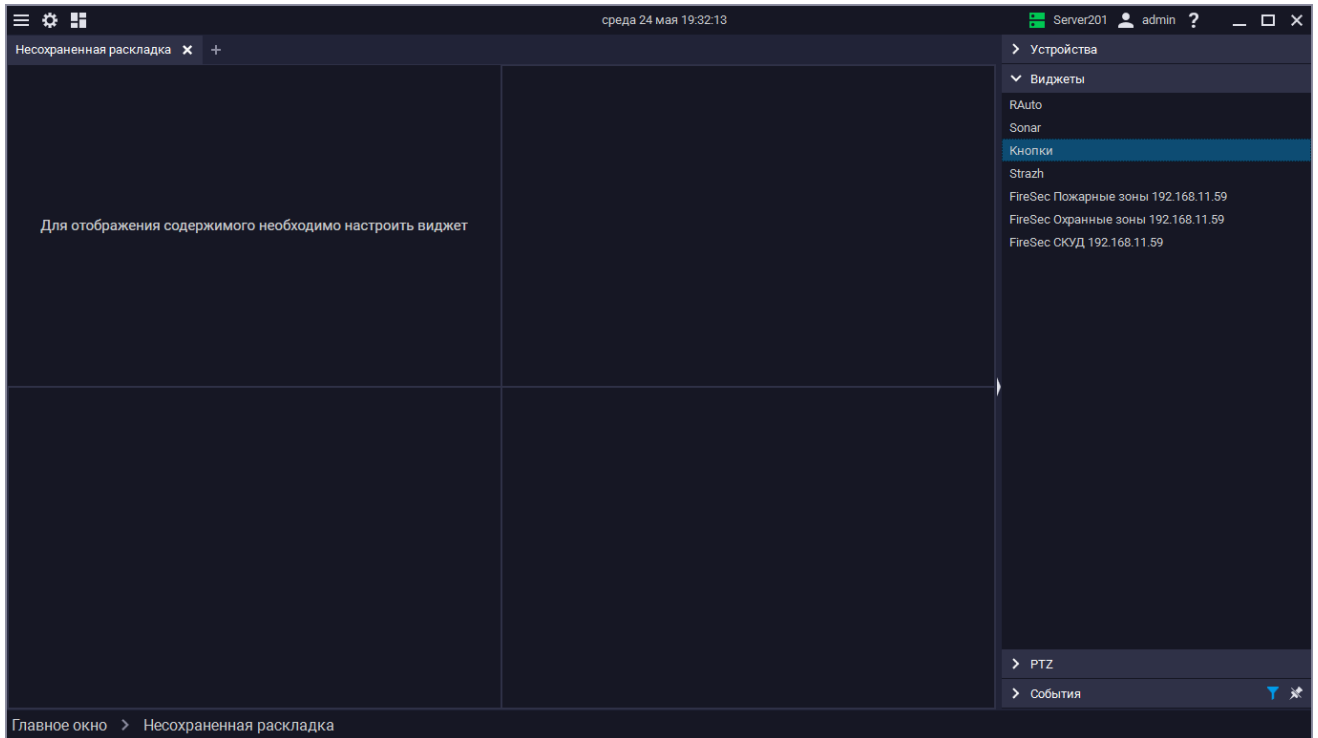 среда 24 мая 19:32:13
Server201 admin ?
Несохраненная раскладка
Устройства
Виджеты
RAuto
Sonar
Кнопки
Strazh
FireSec Пожарные зоны 192.168.11.59
FireSec Охранные зоны 192.168.11.59
FireSec СКУД 192.168.11.59
Для отображения содержимого необходимо настроить виджет
PTZ
События
Главное окно > Несохраненная раскладка